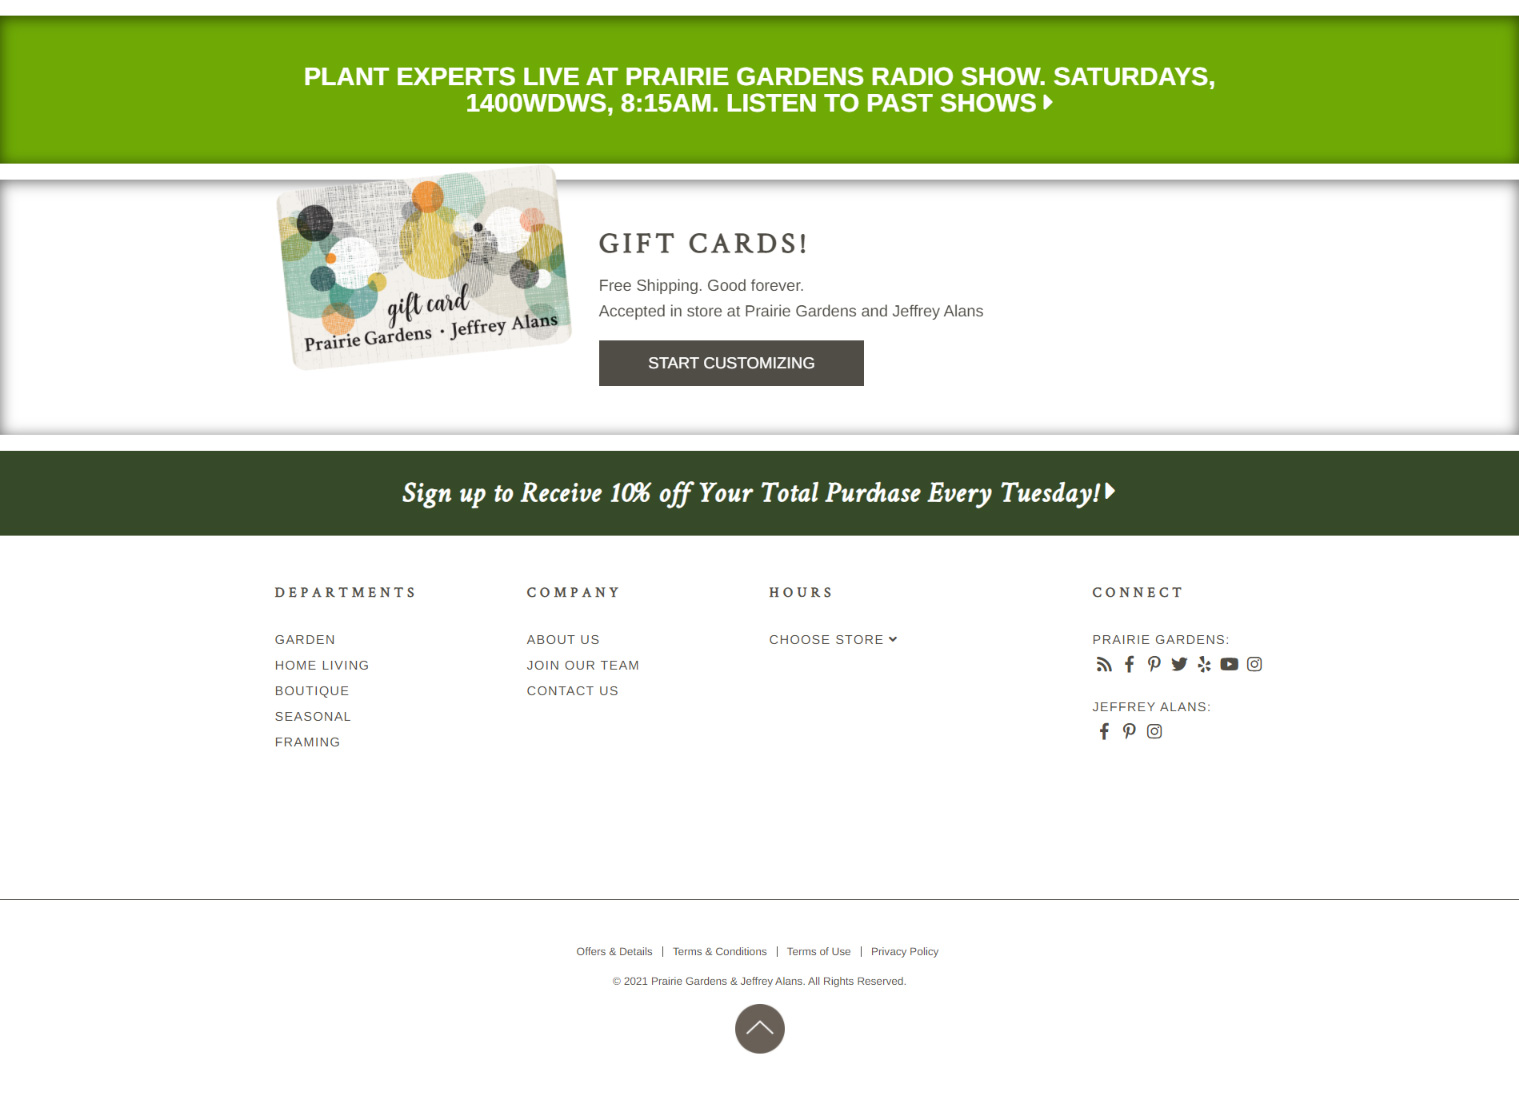 PLANT EXPERTS LIVE AT PRAIRIE GARDENS RADIO SHOW. SATURDAYS,
1400WDWS, 8:15AM. LISTEN TO PAST SHOWS
gift card
Prairie Gardens · Jeffrey Alans
GIFT CARDS!
Free Shipping. Good forever.
Accepted in store at Prairie Gardens and Jeffrey Alans
START CUSTOMIZING
Sign up to Receive 10% off Your Total Purchase Every Tuesday!
DEPARTMENTS
GARDEN
HOME LIVING
BOUTIQUE
SEASONAL
FRAMING
COMPANY
ABOUT US
JOIN OUR TEAM
CONTACT US
HOURS
CHOOSE STORE
CONNECT
PRAIRIE GARDENS:
JEFFREY ALANS:
Offers & Details | Terms & Conditions | Terms of Use | Privacy Policy
© 2021 Prairie Gardens & Jeffrey Alans. All Rights Reserved.